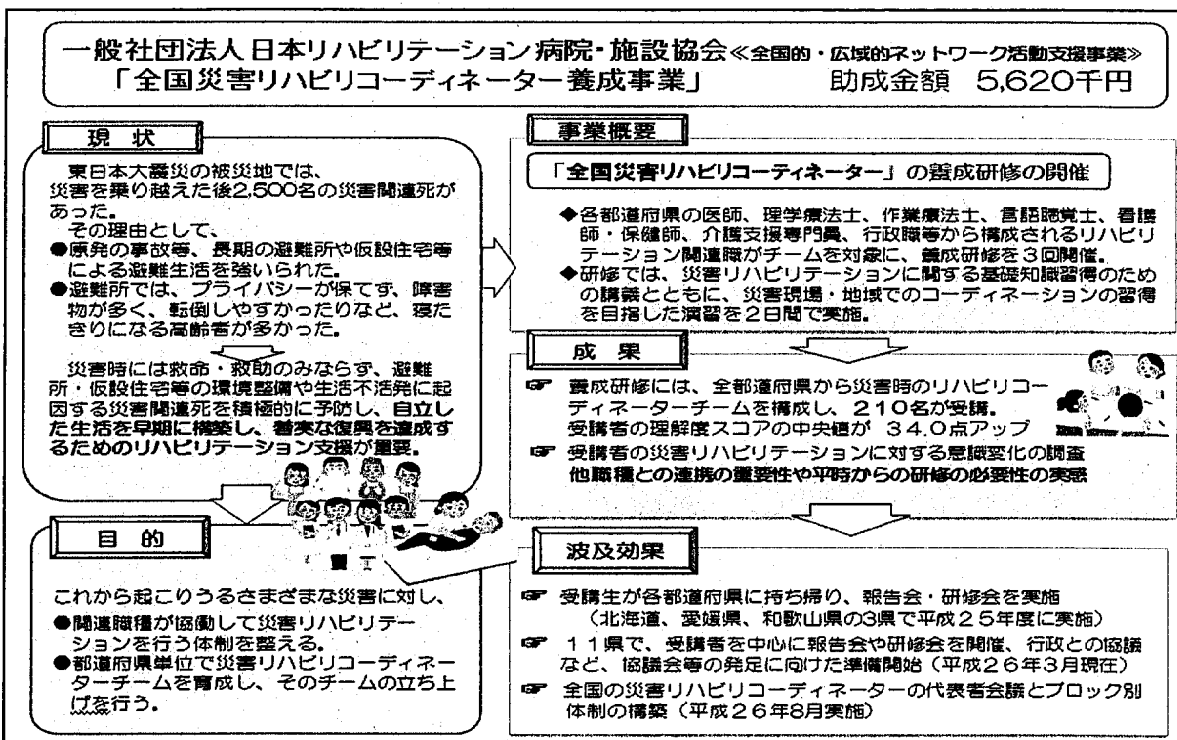 一般社団法人日本リハビリテーション病院・施設協会≪全国的・広域的ネットワーク活動支援事業≫
「全国災害リハビリコーディネーター養成事業」 助成金額 5,620千円
現 状
東日本大震災の被災地では、
災害を乗り越えた後2,500名の災害関連死が
あった。
その理由として、
●原発の事故等、長期の避難所や仮設住宅等
による避難生活を強いられた。
●避難所では、プライバシーが保てず、障害
物が多く、転倒しやすかったりなど、寝た
きりになる高齢者が多かった。
災害時には救命・救助のみならず、避難
所・仮設住宅等の環境整備や生活不活発に起
因する災害関連死を積極的に予防し、自立し
た生活を早期に構築し、着実な復興を達成す
るためのリハビリテーション支援が重要。
目 的
これから起こりうるさまざまな災害に対し、
●関連職種が協働して災害リハビリテー
ションを行う体制を整える。
●都道府県単位で災害リハビリコーディネー
ターチームを育成し、そのチームの立ち上
げを行う。
事業概要
「全国災害リハビリコーディネーター」の養成研修の開催
◆各都道府県の医師、理学療法士、作業療法士、言語聴覚士、看護
師・保健師、介護支援専門員、行政職等から構成されるリハビリ
テーション関連職がチームを対象に、養成研修を3回開催。
◆研修では、災害リハビリテーションに関する基礎知識習得のため
の講義とともに、災害現場・地域でのコーディネーションの習得
を目指した演習を2日間で実施。
成 果
☞ 養成研修には、全都道府県から災害時のリハビリコー
ディネーターチームを構成し、210名が受講。
受講者の理解度スコアの中央値が 34.0点アップ
☞ 受講者の災害リハビリテーションに対する意識変化の調査
他職種との連携の重要性や平時からの研修の必要性の実感
波及効果
☞ 受講生が各都道府県に持ち帰り、報告会・研修会を実施
(北海道、愛媛県、和歌山県の3県で平成25年度に実施)
☞ 11県で、受講者を中心に報告会や研修会を開催、行政との協議
など、協議会等の発足に向けた準備開始(平成26年3月現在)
☞ 全国の災害リハビリコーディネーターの代表者会議とブロック別
体制の構築(平成26年8月実施)